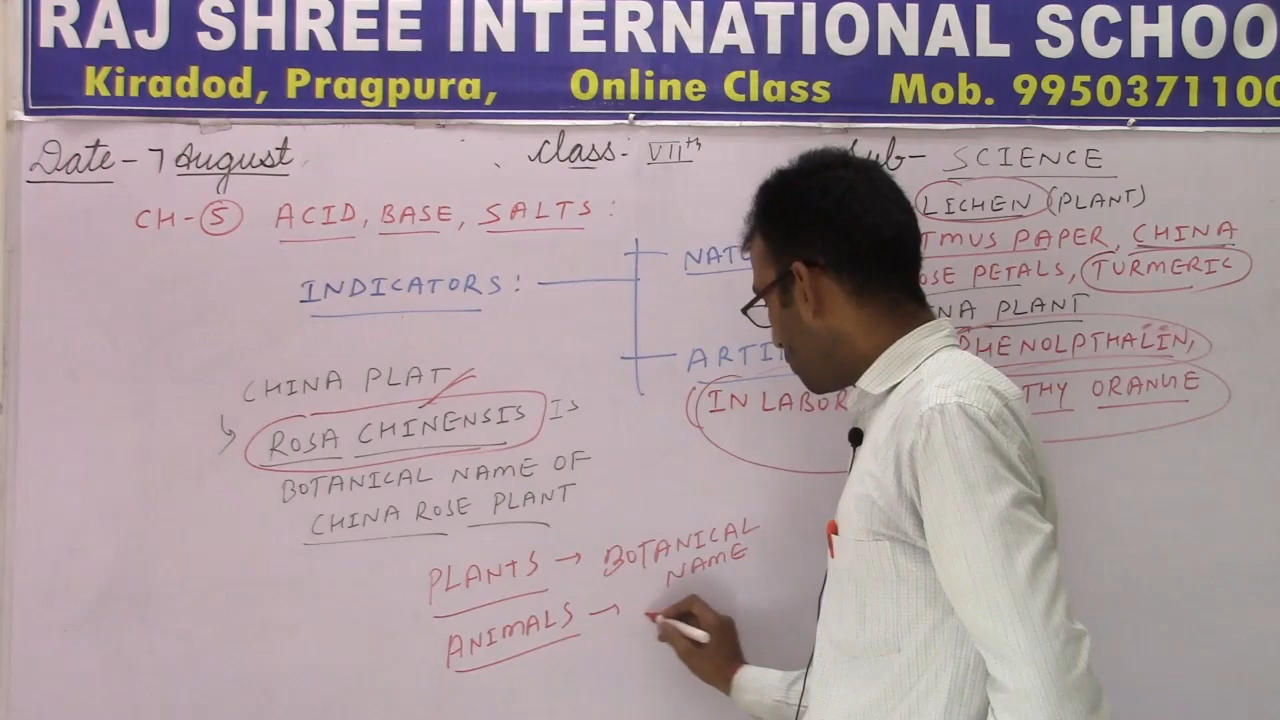 RAJ SHREE INTERNATIONAL SCHOO
Kiradod, Pragpura, Online Class Mob. 9950371100
Date - 7 August Class: VIIth Sub- SCIENCE
CH-5 ACID, BASE, SALTS:
INDICATORS:
LICHEN (PLANT)
TMUS PAPER, CHINA
OSE PETALS, TURMERIC
NA PLANT
PHENOLPTHALIN,
IN LABOR THY ORANGE
CHINA PLAT
ROSA CHINENSIS IS
BOTANICAL NAME OF
CHINA ROSE PLANT
PLANTS → BOTANICAL
NAME
ANIMALS →